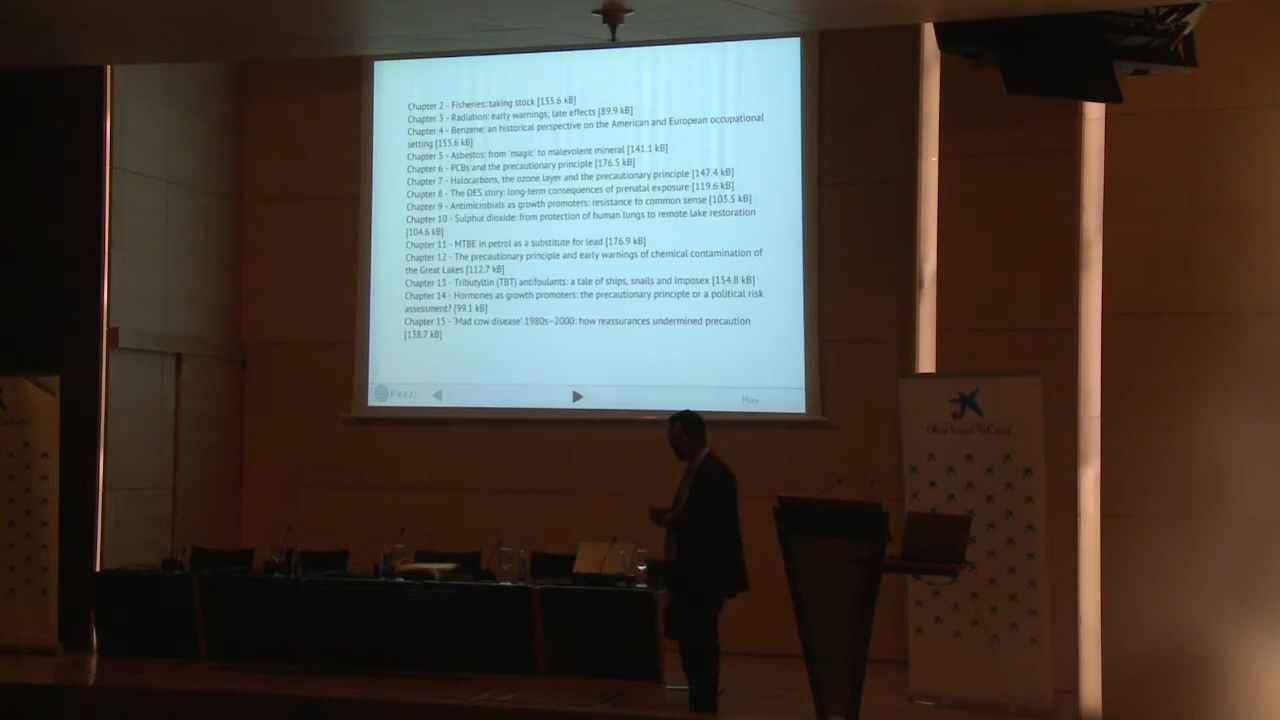 Chapter 2 - Fisheries: taking stock [155.6 kB]
Chapter 3 - Radiation: early warnings; late effects [89.9 kB]
Chapter 4 - Benzene: an historical perspective on the American and European occupational
setting [155.6 kB]
Chapter 5 - Asbestos: from 'magic' to malevolent mineral [141.1 kB]
Chapter 6 - PCBs and the precautionary principle [176.5 kB]
Chapter 7 - Halocarbons, the ozone layer and the precautionary principle [147.4 kB]
Chapter 8 - The DES story: long-term consequences of prenatal exposure [119.6 kB]
Chapter 9 - Antimicrobials as growth promoters: resistance to common sense [103.5 kB]
Chapter 10 - Sulphur dioxide: from protection of human lungs to remote lake restoration
[104.6 kB]
Chapter 11 - MTBE in petrol as a substitute for lead [176.9 kB]
Chapter 12 - The precautionary principle and early warnings of chemical contamination of
the Great Lakes [112.7 kB]
Chapter 13 - Tributyltin (TBT) antifoulants: a tale of ships, snails and imposex [154.8 kB]
Chapter 14 - Hormones as growth promoters: the precautionary principle or a political risk
assessment? [99.1 kB]
Chapter 15 - 'Mad cow disease' 1980s–2000: how reassurances undermined precaution
[138.7 kB]
Prezi
More
Obra Social "la Caixa"